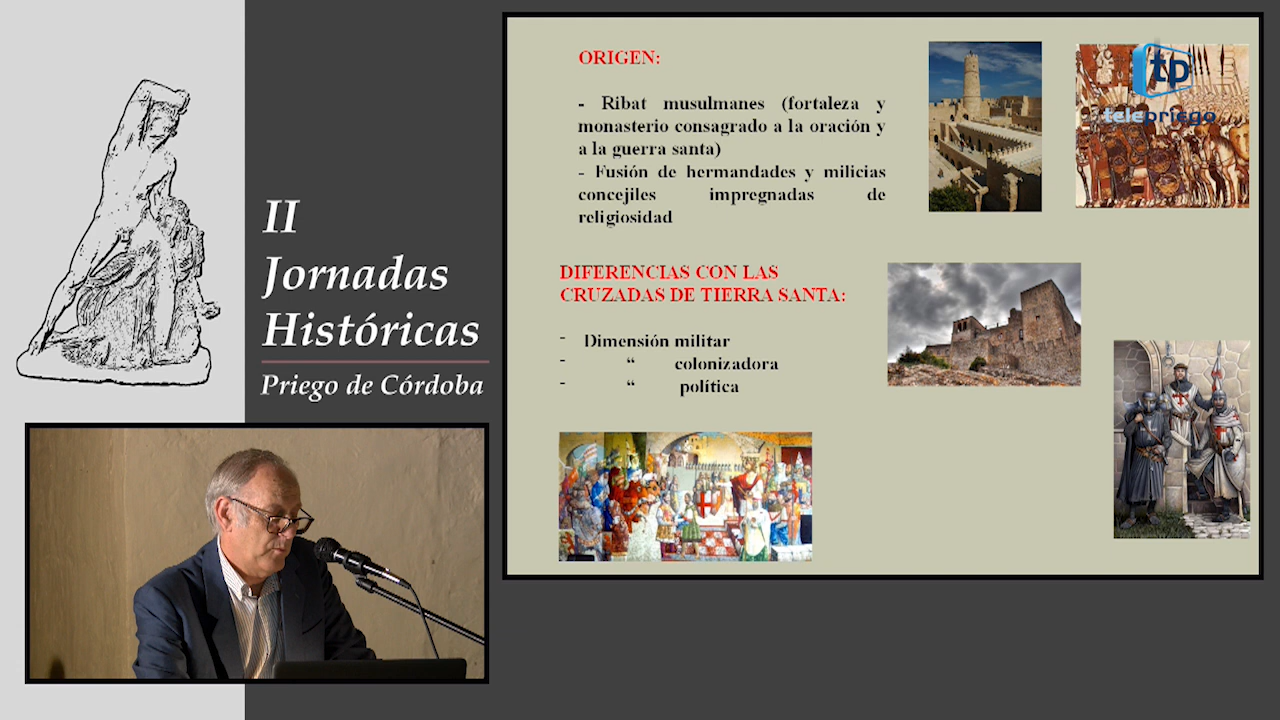 II
Jornadas
Históricas
Priego de Córdoba
ORIGEN:
- Ribat musulmanes (fortaleza y
monasterio consagrado a la oración y
a la guerra santa)
- Fusión de hermandades y milicias
concejiles impregnadas de
religiosidad
DIFERENCIAS CON LAS
CRUZADAS DE TIERRA SANTA:
- Dimensión militar
- “ colonizadora
- “ política
tp
telepriego